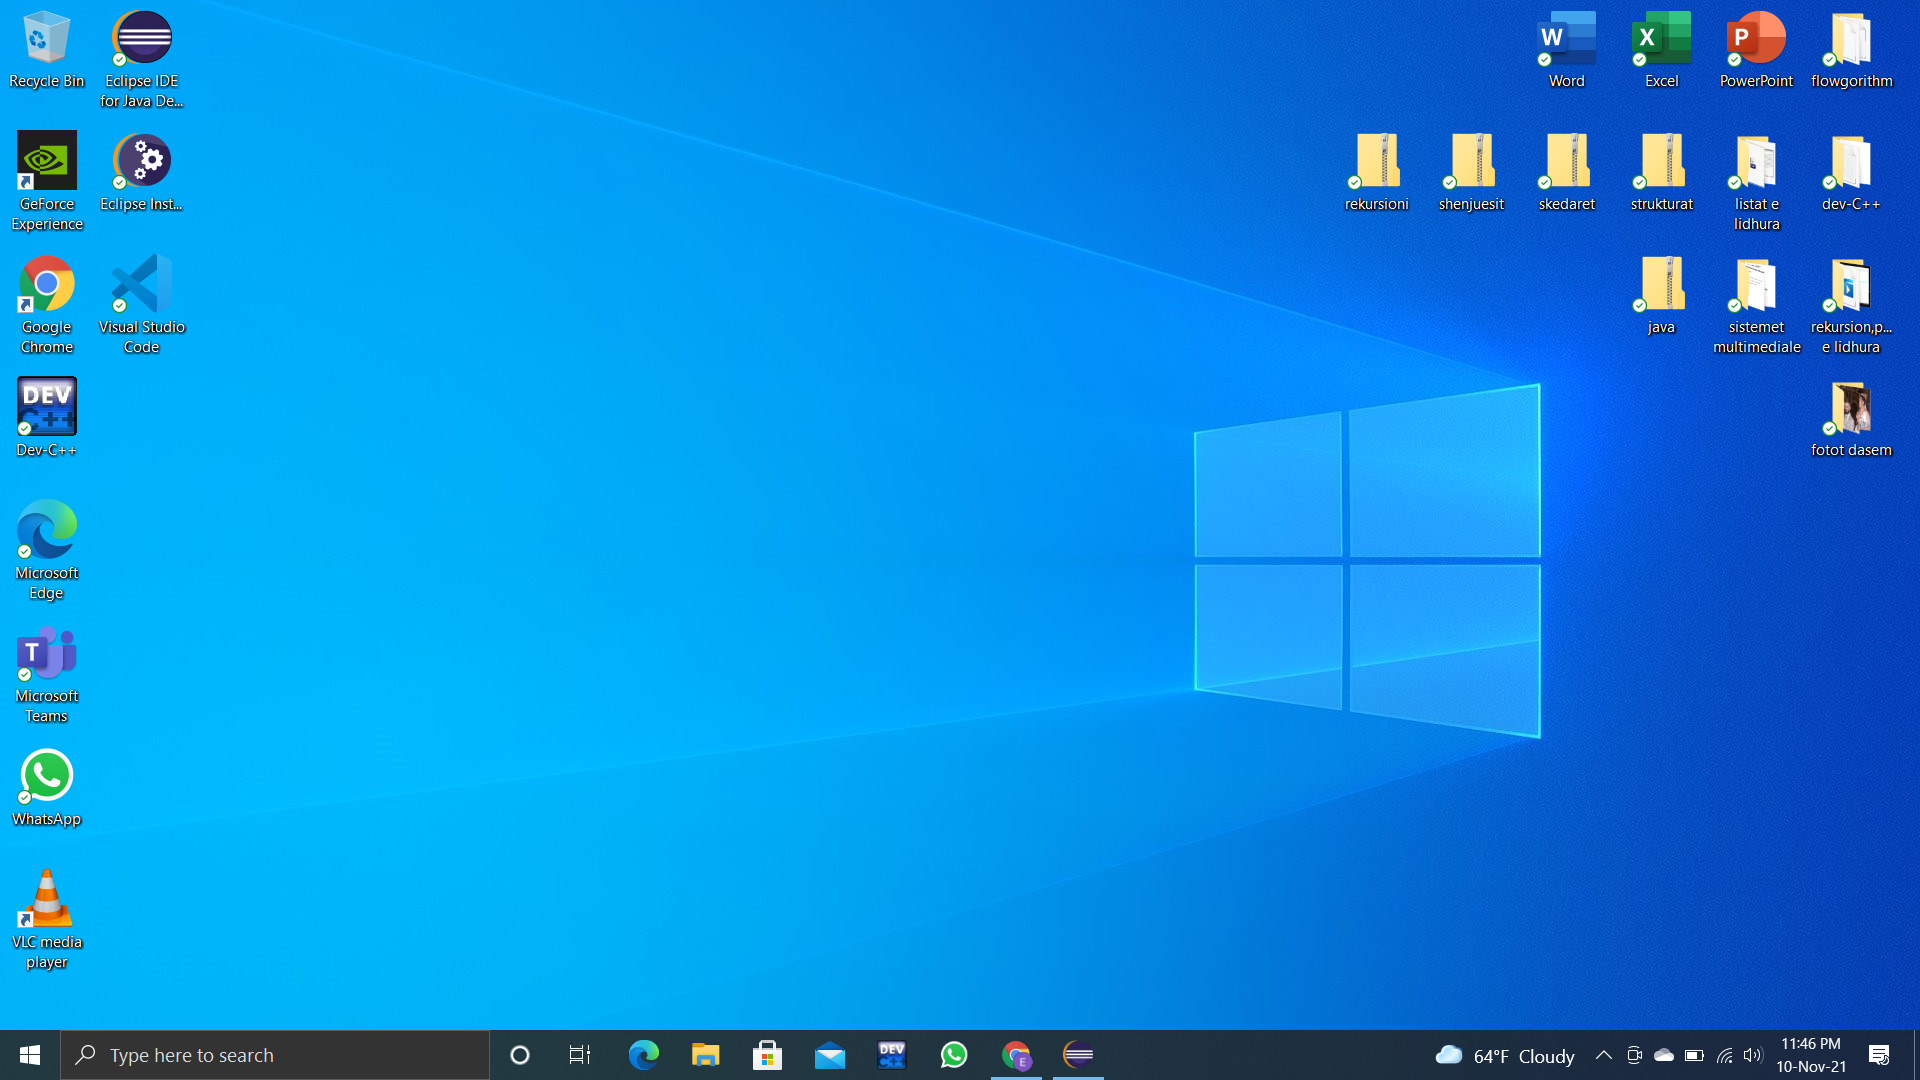 Recycle Bin
Eclipse IDE
for Java De...
Word
Excel
PowerPoint
flowgorithm
GeForce
Experience
Eclipse Inst...
rekursioni
shenjuesit
skedaret
strukturat
listat e
lidhura
dev-C++
Google
Chrome
Visual Studio
Code
java
sistemet
multimediale
rekursion,p...
e lidhura
DEV
C++
Dev-C++
fotot dasem
Microsoft
Edge
T
Microsoft
Teams
WhatsApp
VLC media
player
W
X
P
Type here to search
DEV
C++
E
64°F Cloudy
11:46 PM
10-Nov-21